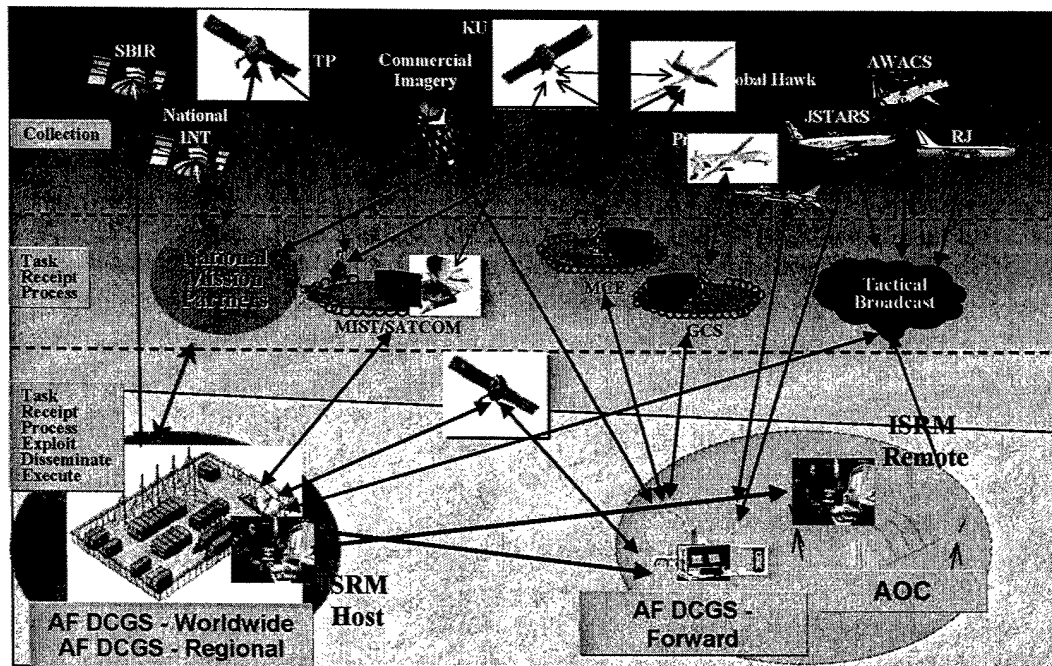 SBIR
TP
KU
Commercial
Imagery
obal Hawk
AWACS
Collection
National
INT
JSTARS
RJ
Task
Receipt
Process
National
Mission
Partners
MIST/SATCOM
MCE
GCS
Tactical
Broadcast
Task
Receipt
Process
Exploit
Disseminate
Execute
ISRM
Remote
SRM
Host
AF DCGS - Worldwide
AF DCGS - Regional
AF DCGS -
Forward
AOC